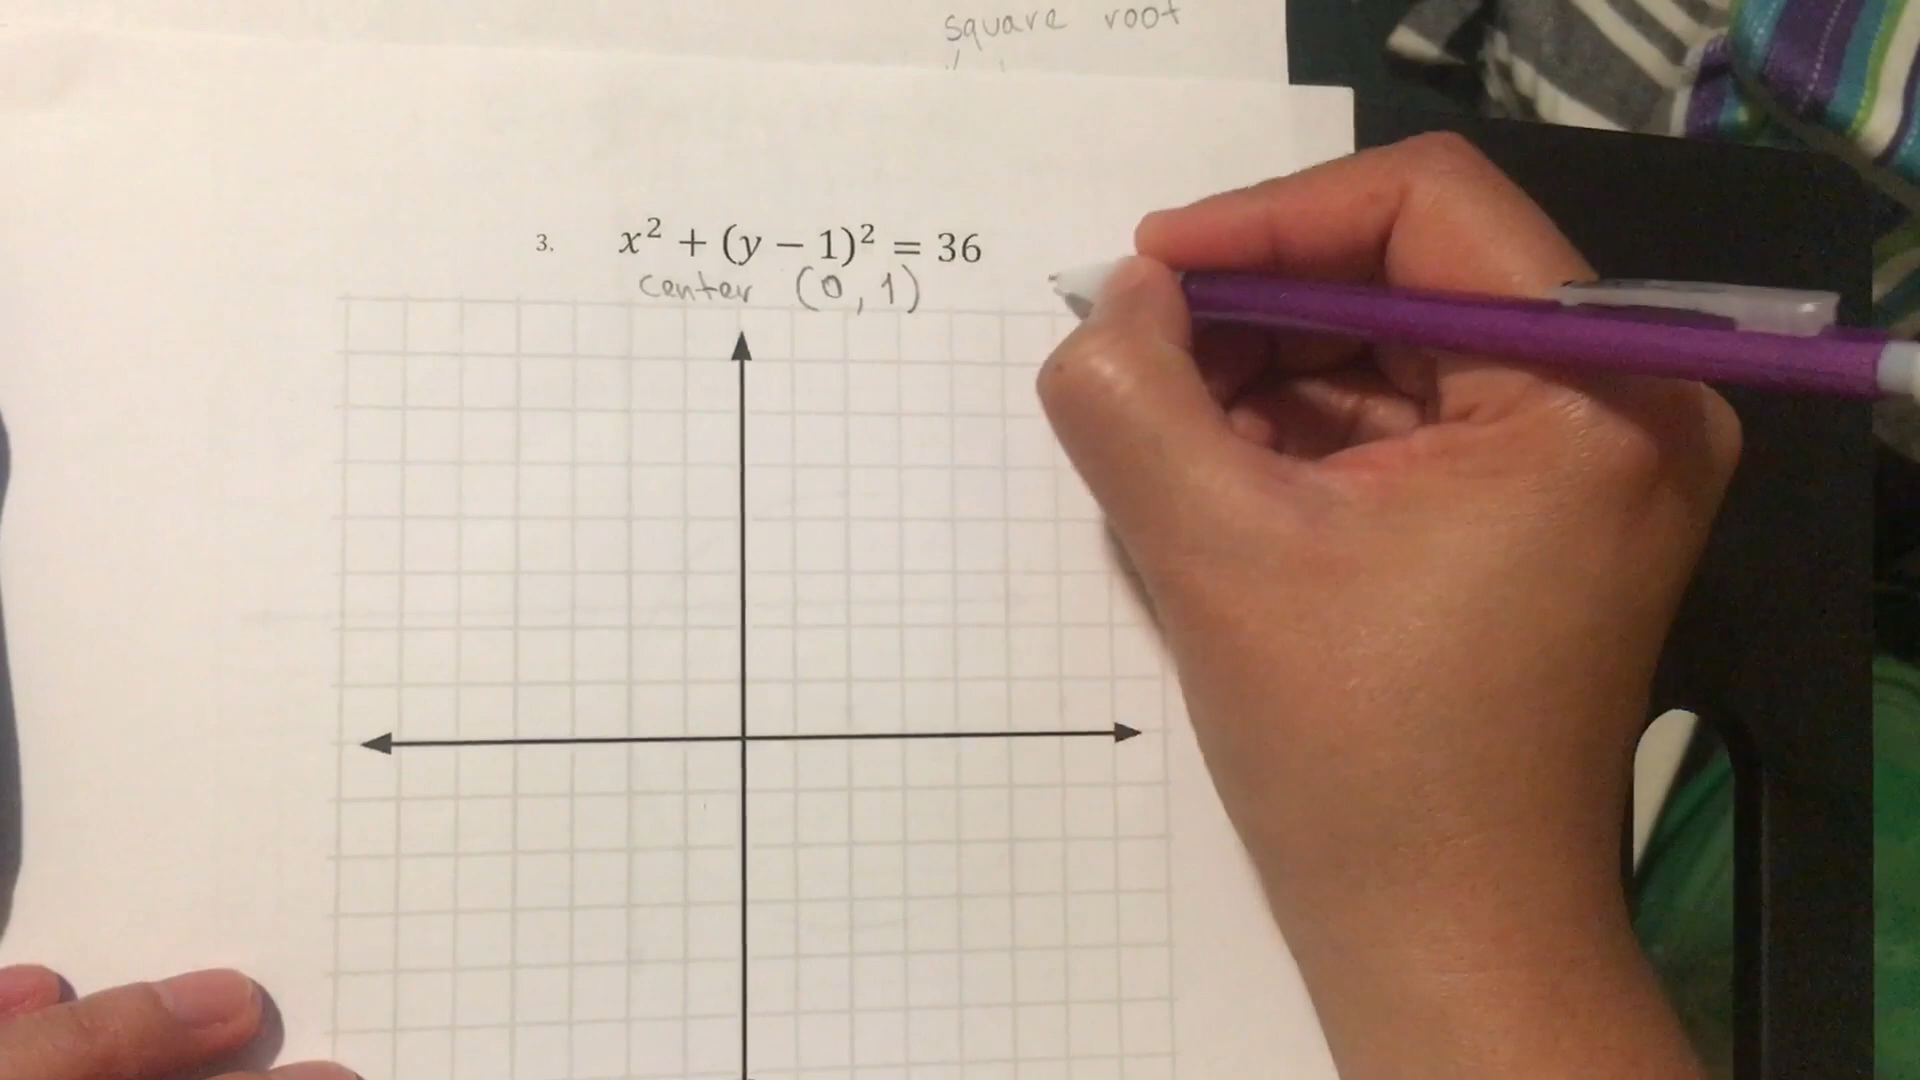 square root
3. x² + (y − 1)² = 36
center (0, 1)